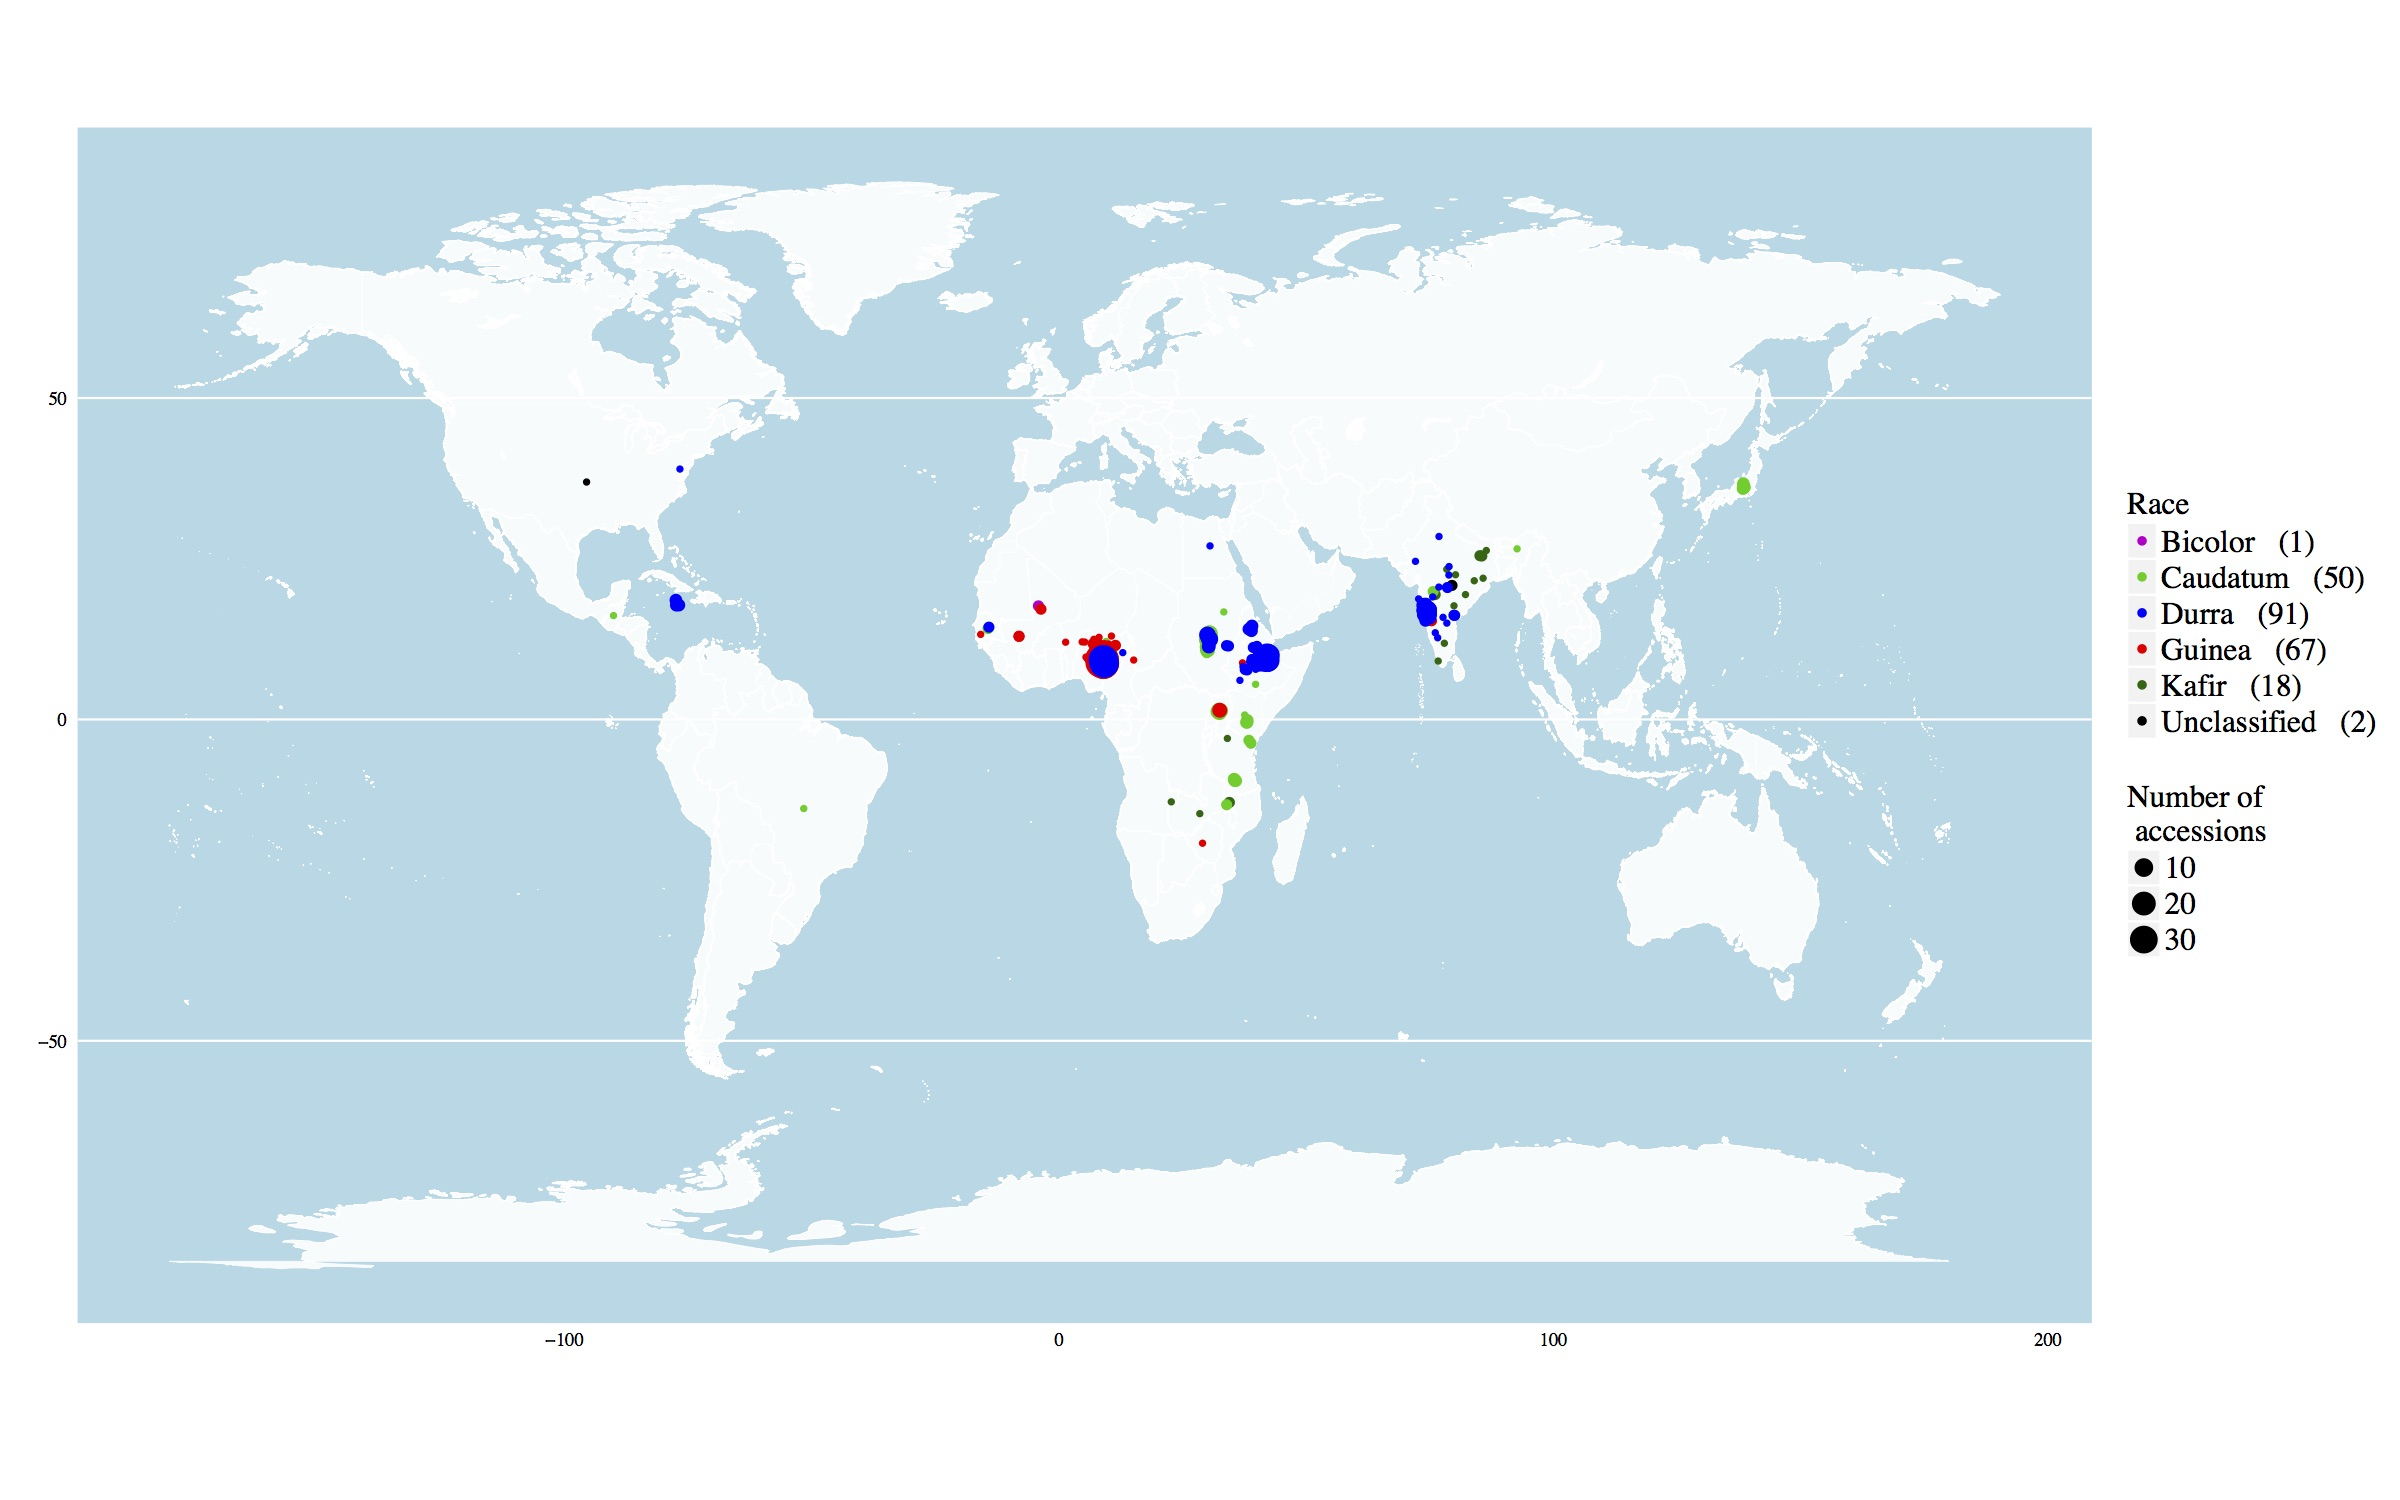 50
0
−50
−100
0
100
200
Race
Bicolor (1)
Caudatum (50)
Durra (91)
Guinea (67)
Kafir (18)
Unclassified (2)
Number of
accessions
10
20
30